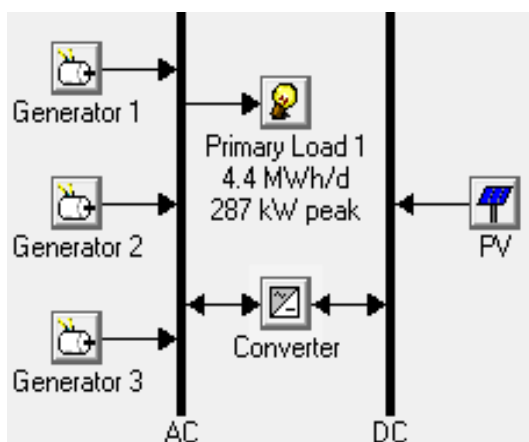 Generator 1
Primary Load 1
4.4 MWh/d
287 kW peak
Generator 2
PV
Converter
Generator 3
AC
DC